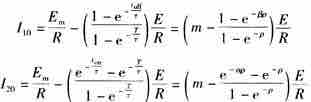 $I_{10} = \frac{E_m}{R} - \left(\frac{1-e^{-\frac{t_{off}}{\tau}}}{1-e^{-\frac{T}{\tau}}}\right)\frac{E}{R} = \left(m - \frac{1-e^{-\beta\rho}}{1-e^{-\rho}}\right)\frac{E}{R}$
$I_{20} = \frac{E_m}{R} - \left(\frac{e^{-\frac{t_{on}}{\tau}}-e^{-\frac{T}{\tau}}}{1-e^{-\frac{T}{\tau}}}\right)\frac{E}{R} = \left(m - \frac{e^{-\alpha\rho}-e^{-\rho}}{1-e^{-\rho}}\right)\frac{E}{R}$